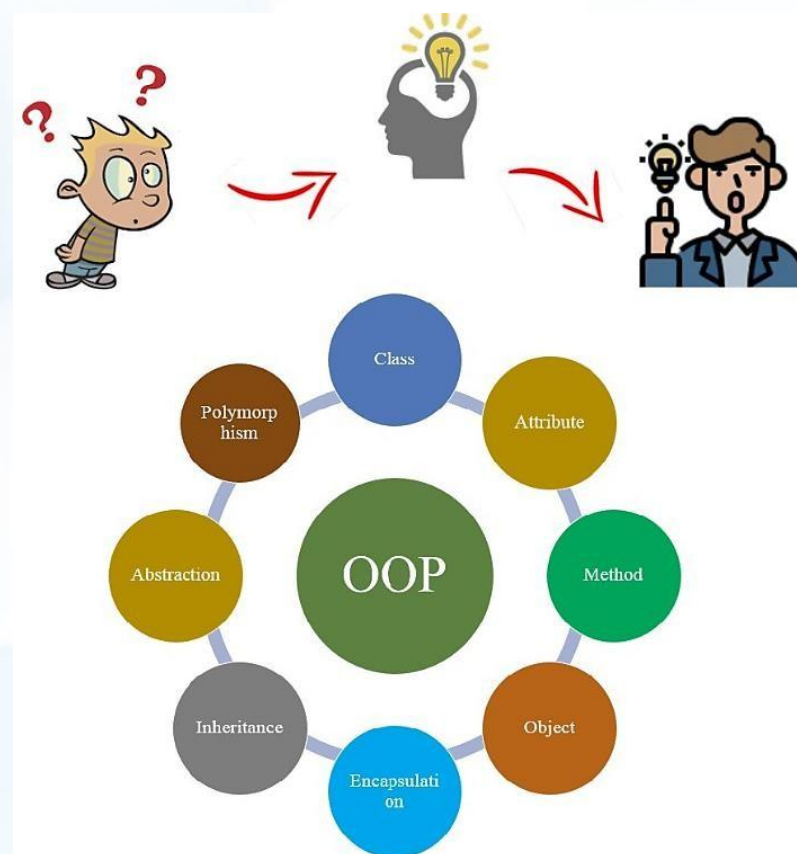 ?
?
Class
Polymorp
hism
Attribute
Abstraction
OOP
Method
Inheritance
Object
Encapsulati
on